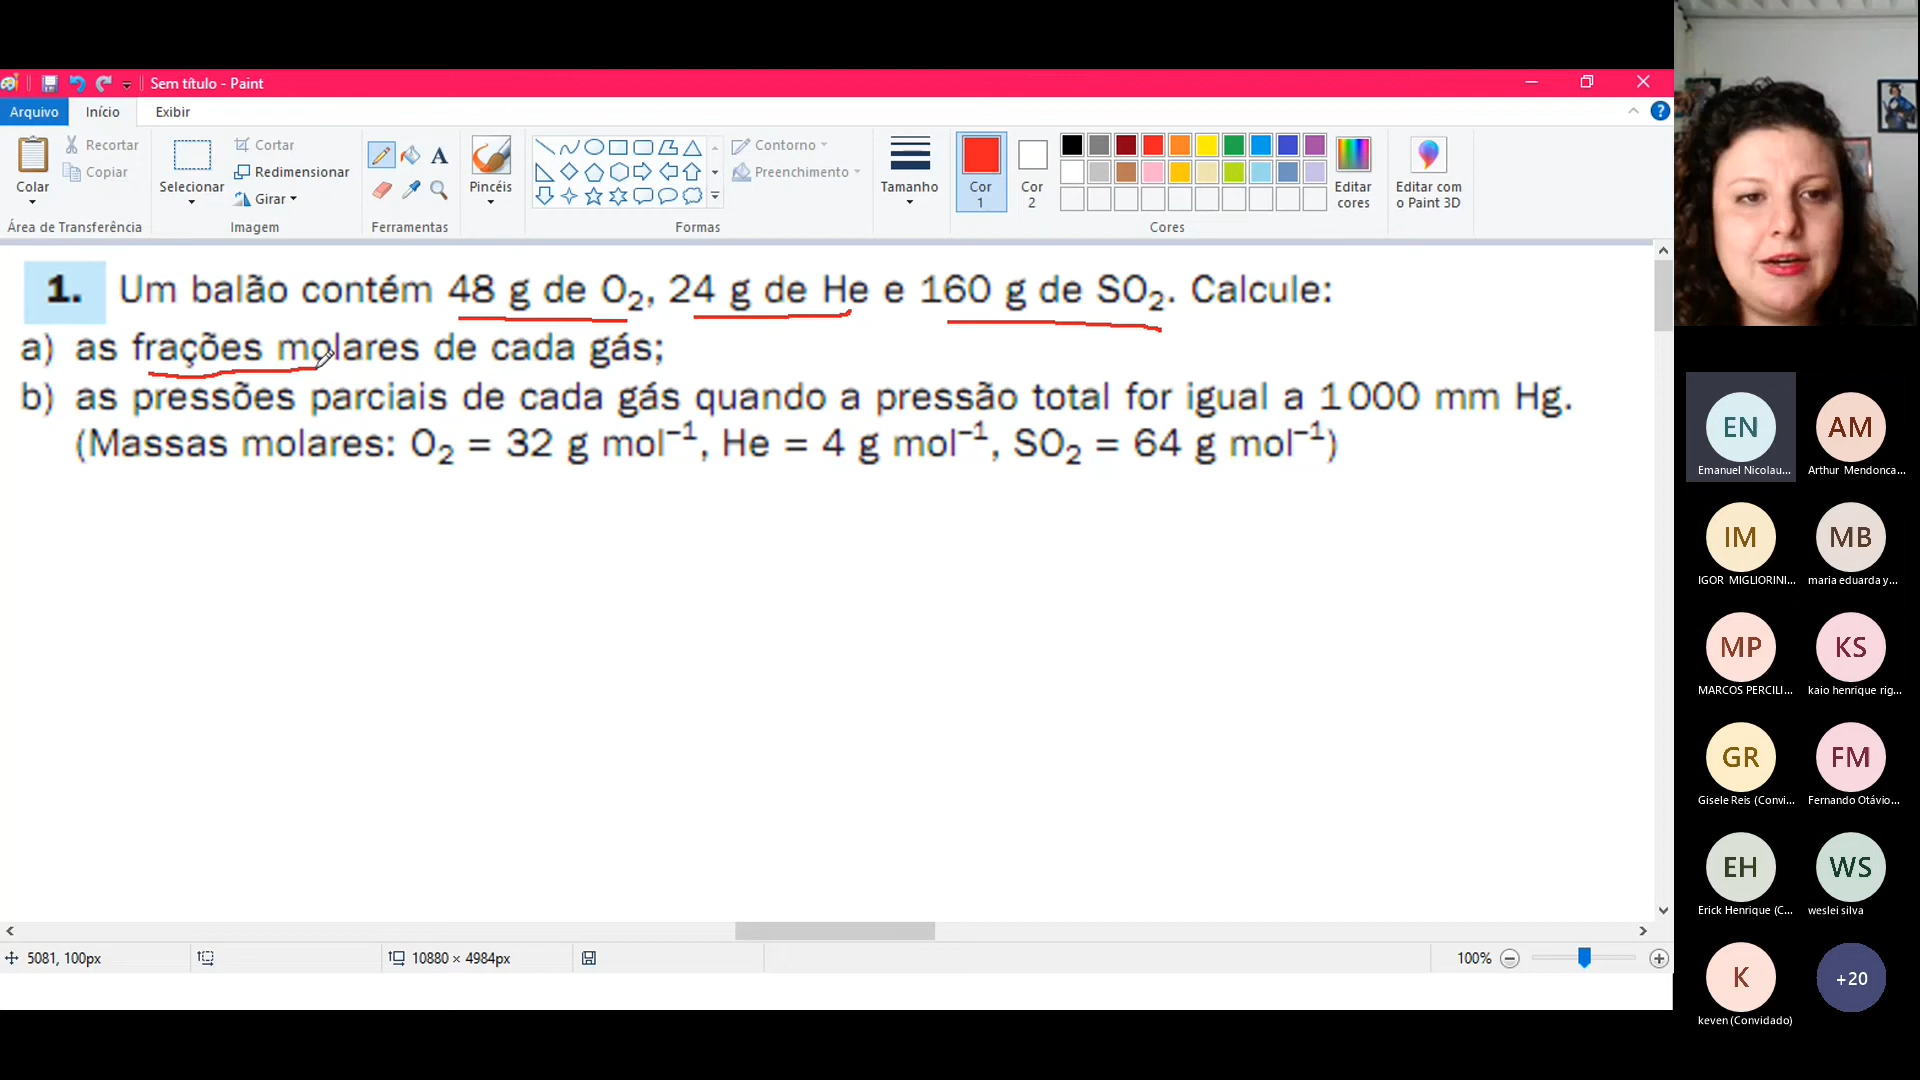 Sem título - Paint
Arquivo
Início
Exibir
Colar
Recortar
Copiar
Área de Transferência
Selecionar
Cortar
Redimensionar
Girar
Imagem
A
Ferramentas
Pincéis
Contorno
Preenchimento
Formas
Tamanho
Cor 1
Cor 2
Editar cores
Editar com o Paint 3D
Cores
1. Um balão contém 48 g de O₂, 24 g de He e 160 g de SO₂. Calcule:
a) as frações molares de cada gás;
b) as pressões parciais de cada gás quando a pressão total for igual a 1 000 mm Hg.
(Massas molares: O₂ = 32 g mol⁻¹, He = 4 g mol⁻¹, SO₂ = 64 g mol⁻¹)
5081, 100px
10880 × 4984px
100%
EN
Emanuel Nicolau...
AM
Arthur Mendonca...
IM
IGOR MIGLIORINI...
MB
maria eduarda y...
MP
MARCOS PERCILI...
KS
kaio henrique rig...
GR
Gisele Reis (Convi...
FM
Fernando Otávio...
EH
Erick Henrique (C...
WS
weslei silva
K
keven (Convidado)
+20